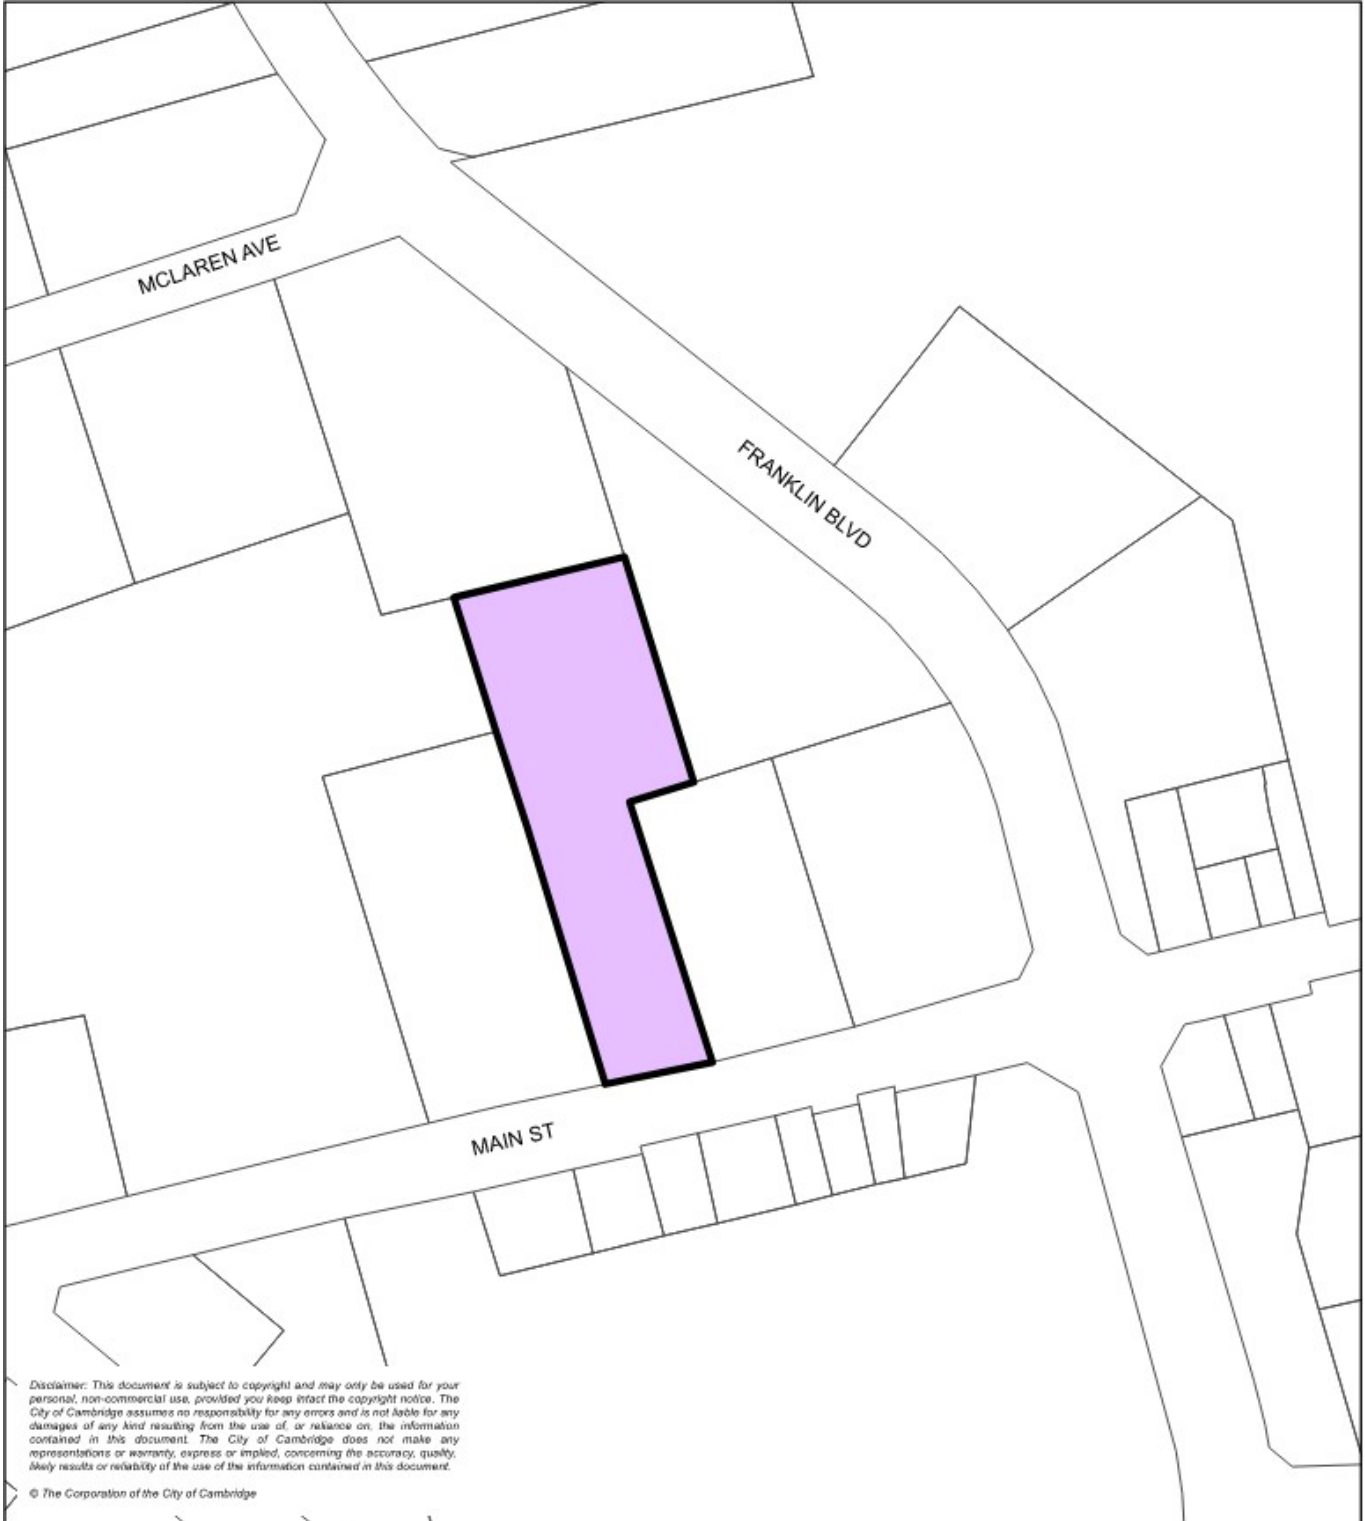 MCLAREN AVE
FRANKLIN BLVD
MAIN ST
Disclaimer: This document is subject to copyright and may only be used for your
personal, non-commercial use, provided you keep intact the copyright notice. The
City of Cambridge assumes no responsibility for any errors and is not liable for any
damages of any kind resulting from the use of, or reliance on, the information
contained in this document. The City of Cambridge does not make any
representations or warranty, express or implied, concerning the accuracy, quality,
likely results or reliability of the use of the information contained in this document.
© The Corporation of the City of Cambridge